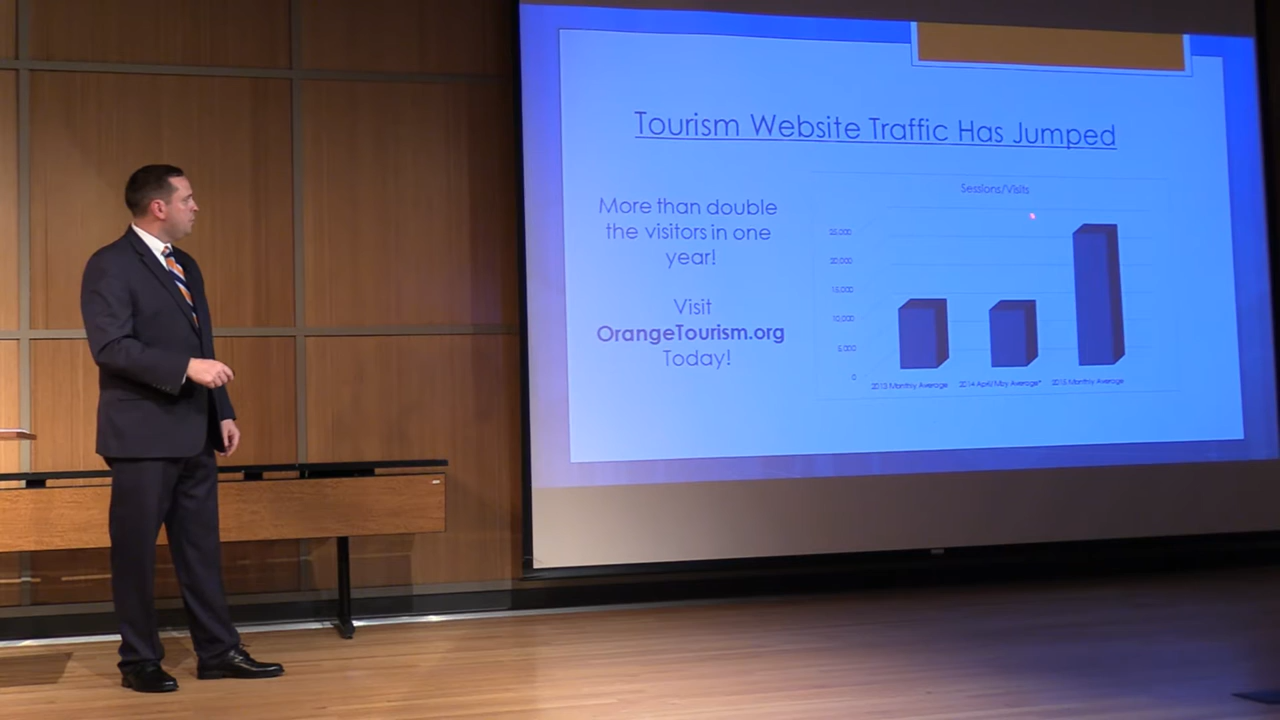 Tourism Website Traffic Has Jumped
More than double
the visitors in one
year!
Visit
OrangeTourism.org
Today!
Sessions/Visits
25,000
20,000
15,000
10,000
5,000
0
2013 Monthly Average
2014 April/May Average*
2015 Monthly Average